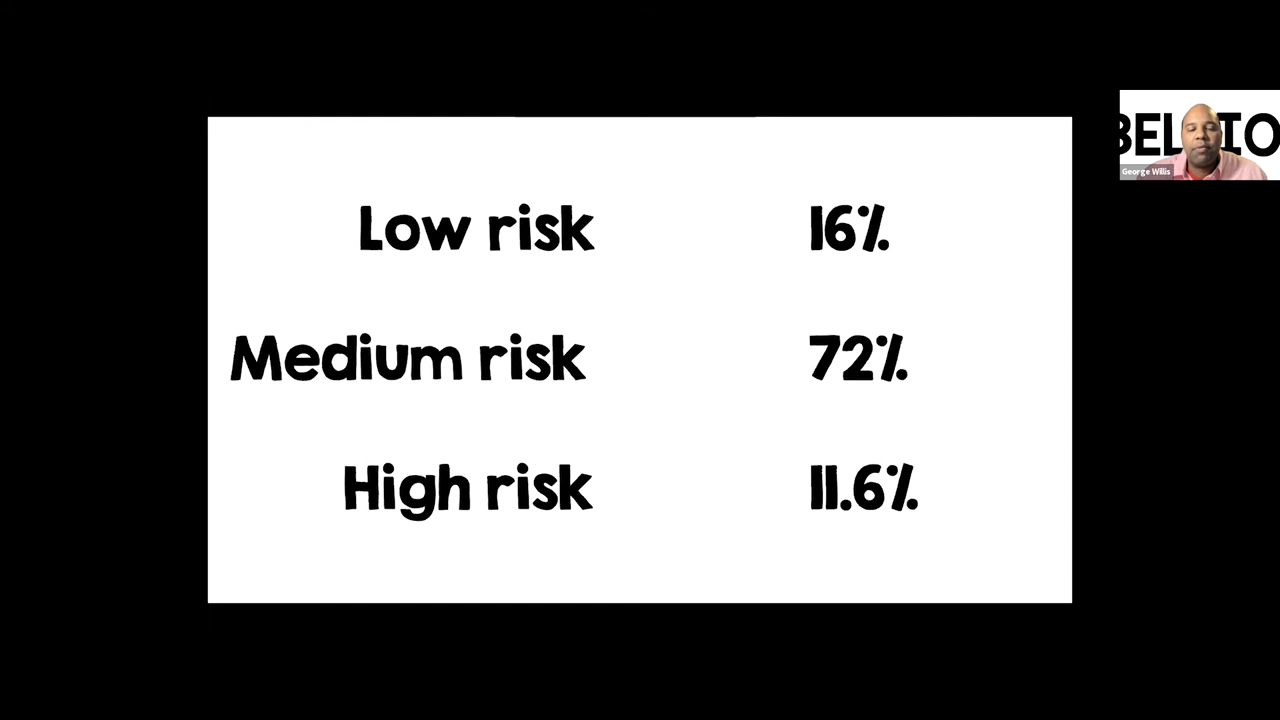 Low risk 16%
Medium risk 72%
High risk 11.6%
George Willis